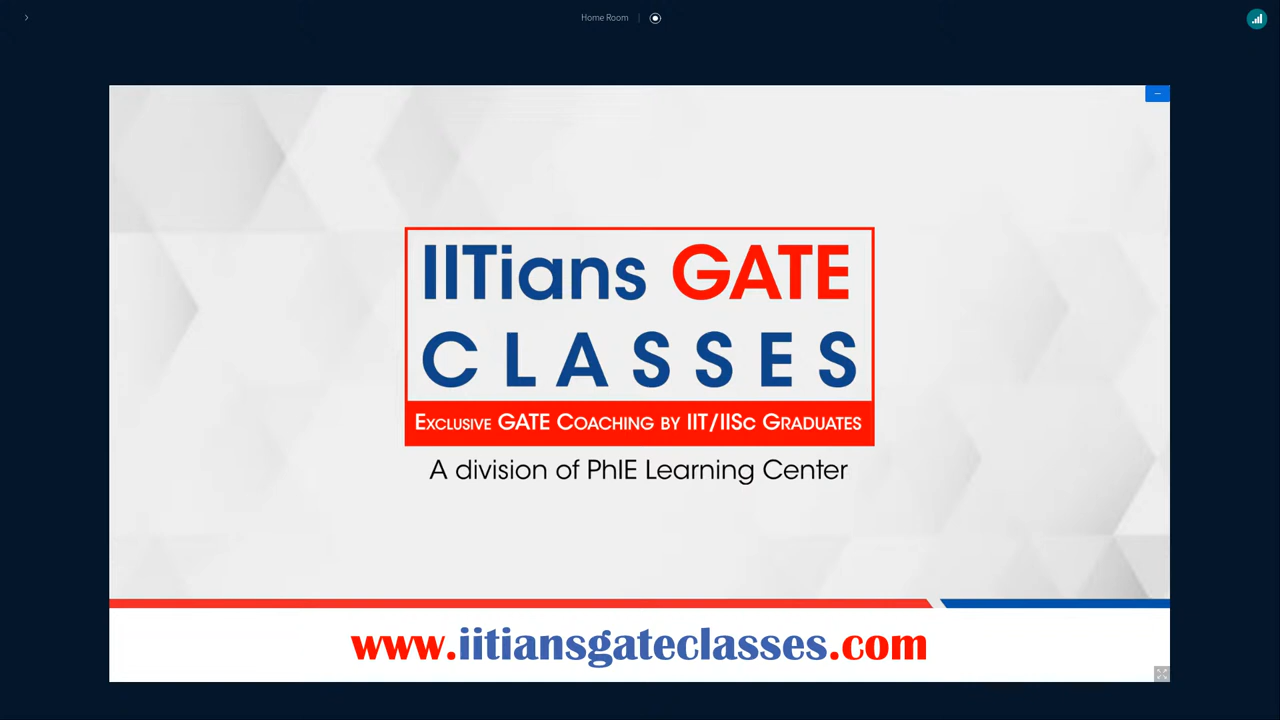 Home Room
IITians GATE
CLASSES
EXCLUSIVE GATE COACHING BY IIT/IISc GRADUATES
A division of PhIE Learning Center
www.iitiansgateclasses.com